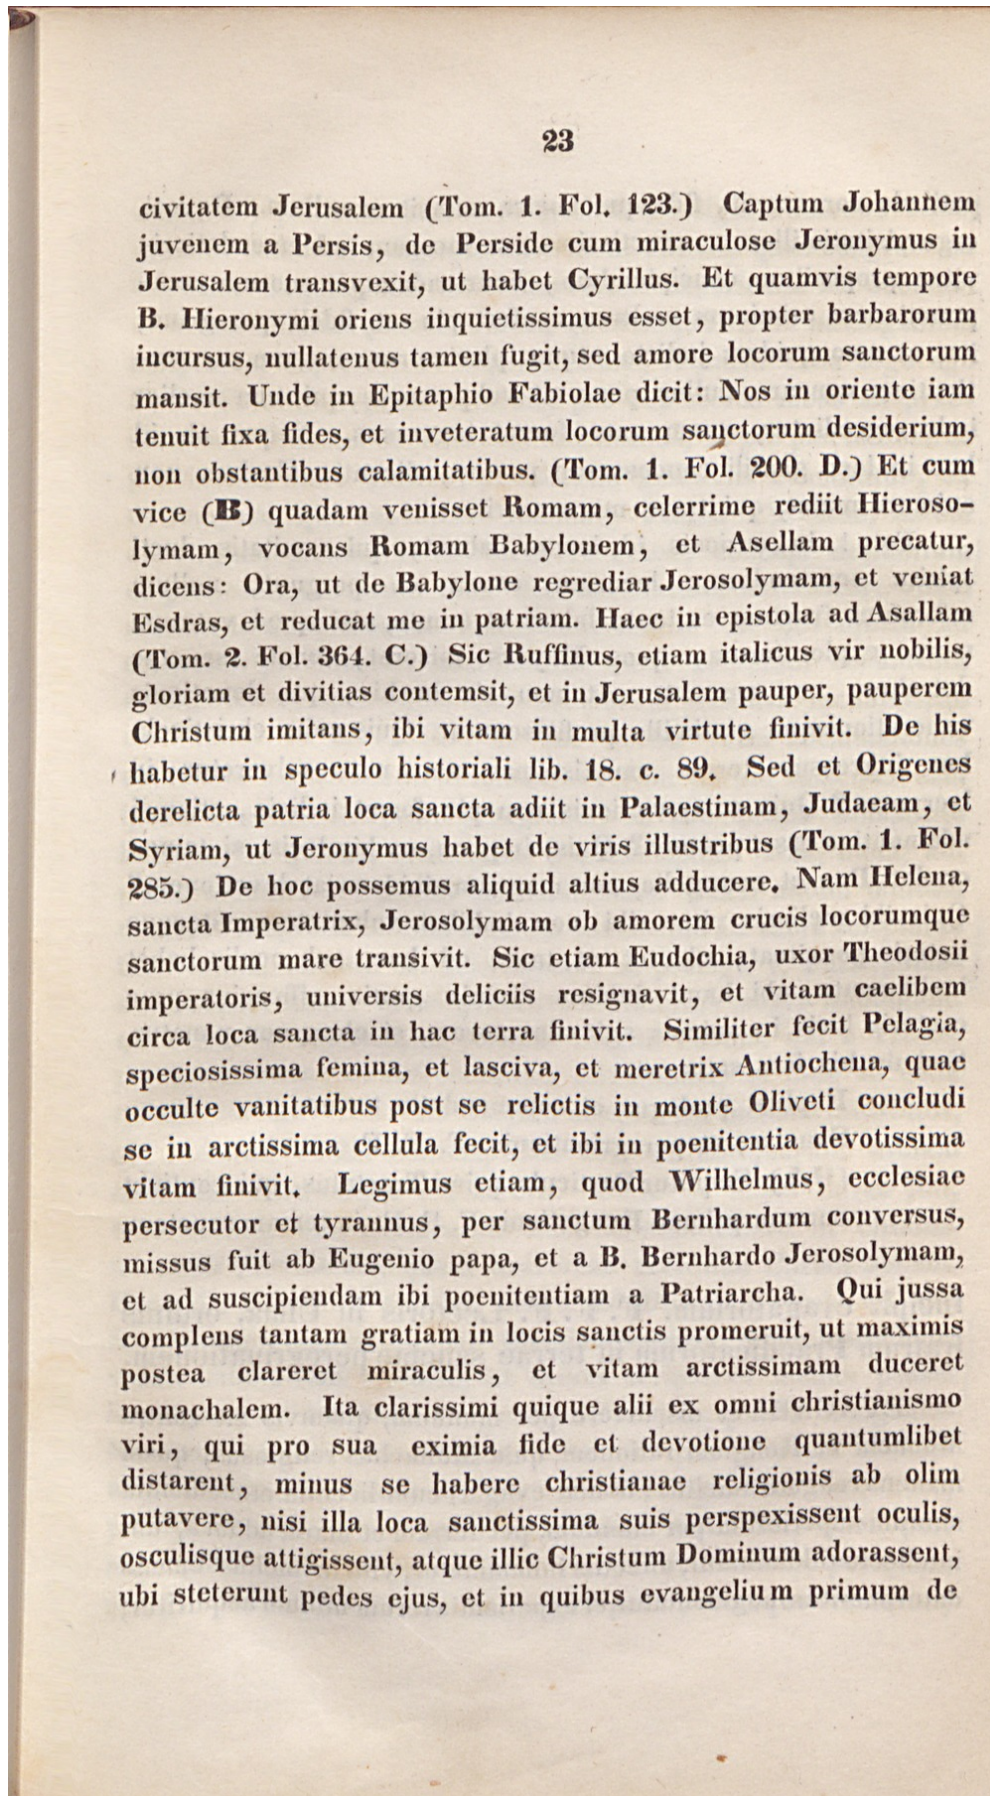 23
civitatem Jerusalem (Tom. 1. Fol. 123.) Captum Johannem
juvenem a Persis, de Perside cum miraculose Jeronymus in
Jerusalem transvexit, ut habet Cyrillus. Et quamvis tempore
B. Hieronymi oriens inquietissimus esset, propter barbarorum
incursus, nullatenus tamen fugit, sed amore locorum sanctorum
mansit. Unde in Epitaphio Fabiolae dicit: Nos in oriente iam
tenuit fixa fides, et inveteratum locorum sanctorum desiderium,
non obstantibus calamitatibus. (Tom. 1. Fol. 200. D.) Et cum
vice (B) quadam venisset Romam, celerrime rediit Hieroso-
lymam, vocans Romam Babylonem, et Asellam precatur,
dicens: Ora, ut de Babylone regrediar Jerosolymam, et veniat
Esdras, et reducat me in patriam. Haec in epistola ad Asallam
(Tom. 2. Fol. 364. C.) Sic Ruffinus, etiam italicus vir nobilis,
gloriam et divitias contemsit, et in Jerusalem pauper, pauperem
Christum imitans, ibi vitam in multa virtute finivit. De his
habetur in speculo historiali lib. 18. c. 89. Sed et Origenes
derelicta patria loca sancta adiit in Palaestinam, Judaeam, et
Syriam, ut Jeronymus habet de viris illustribus (Tom. 1. Fol.
285.) De hoc possemus aliquid altius adducere. Nam Helena,
sancta Imperatrix, Jerosolymam ob amorem crucis locorumque
sanctorum mare transivit. Sic etiam Eudochia, uxor Theodosii
imperatoris, universis deliciis resignavit, et vitam caelibem
circa loca sancta in hac terra finivit. Similiter fecit Pelagia,
speciosissima femina, et lasciva, et meretrix Antiochena, quae
occulte vanitatibus post se relictis in monte Oliveti concludi
se in arctissima cellula fecit, et ibi in poenitentia devotissima
vitam finivit. Legimus etiam, quod Wilhelmus, ecclesiae
persecutor et tyrannus, per sanctum Bernhardum conversus,
missus fuit ab Eugenio papa, et a B. Bernhardo Jerosolymam,
et ad suscipiendam ibi poenitentiam a Patriarcha. Qui jussa
complens tantam gratiam in locis sanctis promeruit, ut maximis
postea clareret miraculis, et vitam arctissimam duceret
monachalem. Ita clarissimi quique alii ex omni christianismo
viri, qui pro sua eximia fide et devotione quantumlibet
distarent, minus se habere christianae religionis ab olim
putavere, nisi illa loca sanctissima suis perspexissent oculis,
osculisque attigissent, atque illic Christum Dominum adorassent,
ubi steterunt pedes ejus, et in quibus evangelium primum de